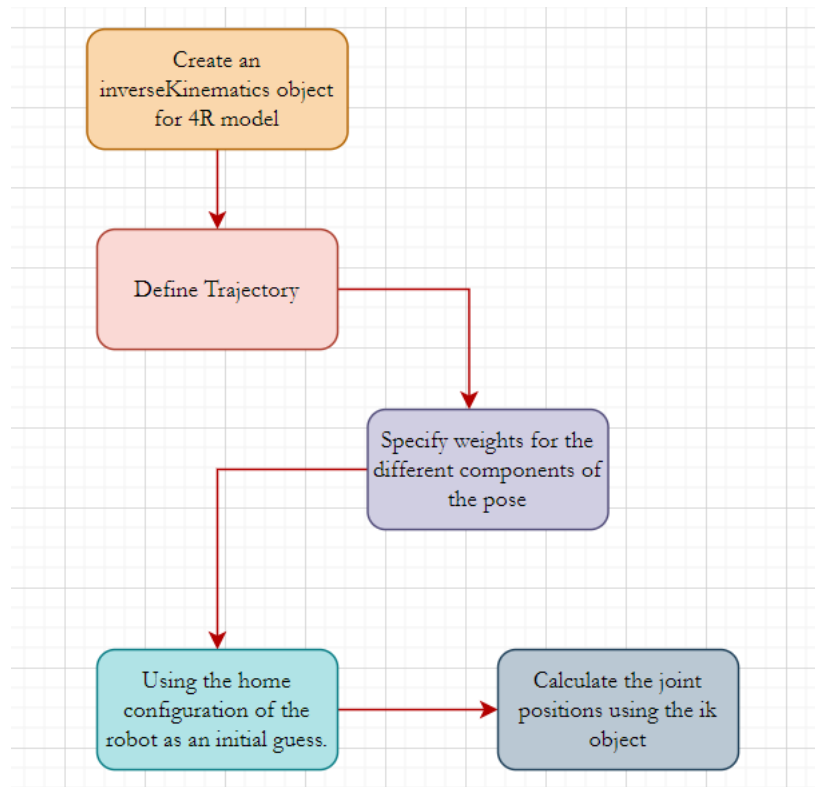 Create an
inverseKinematics object
for 4R model
Define Trajectory
Specify weights for the
different components of
the pose
Using the home
configuration of the
robot as an initial guess.
Calculate the joint
positions using the ik
object